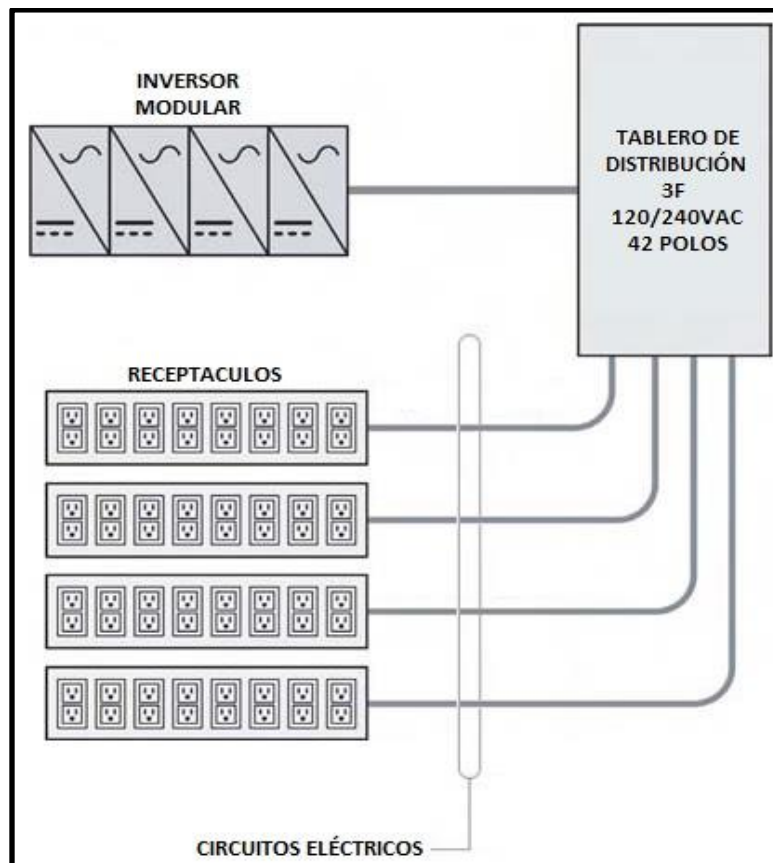 INVERSOR
MODULAR
TABLERO DE
DISTRIBUCIÓN
3F
120/240VAC
42 POLOS
RECEPTACULOS
CIRCUITOS ELÉCTRICOS